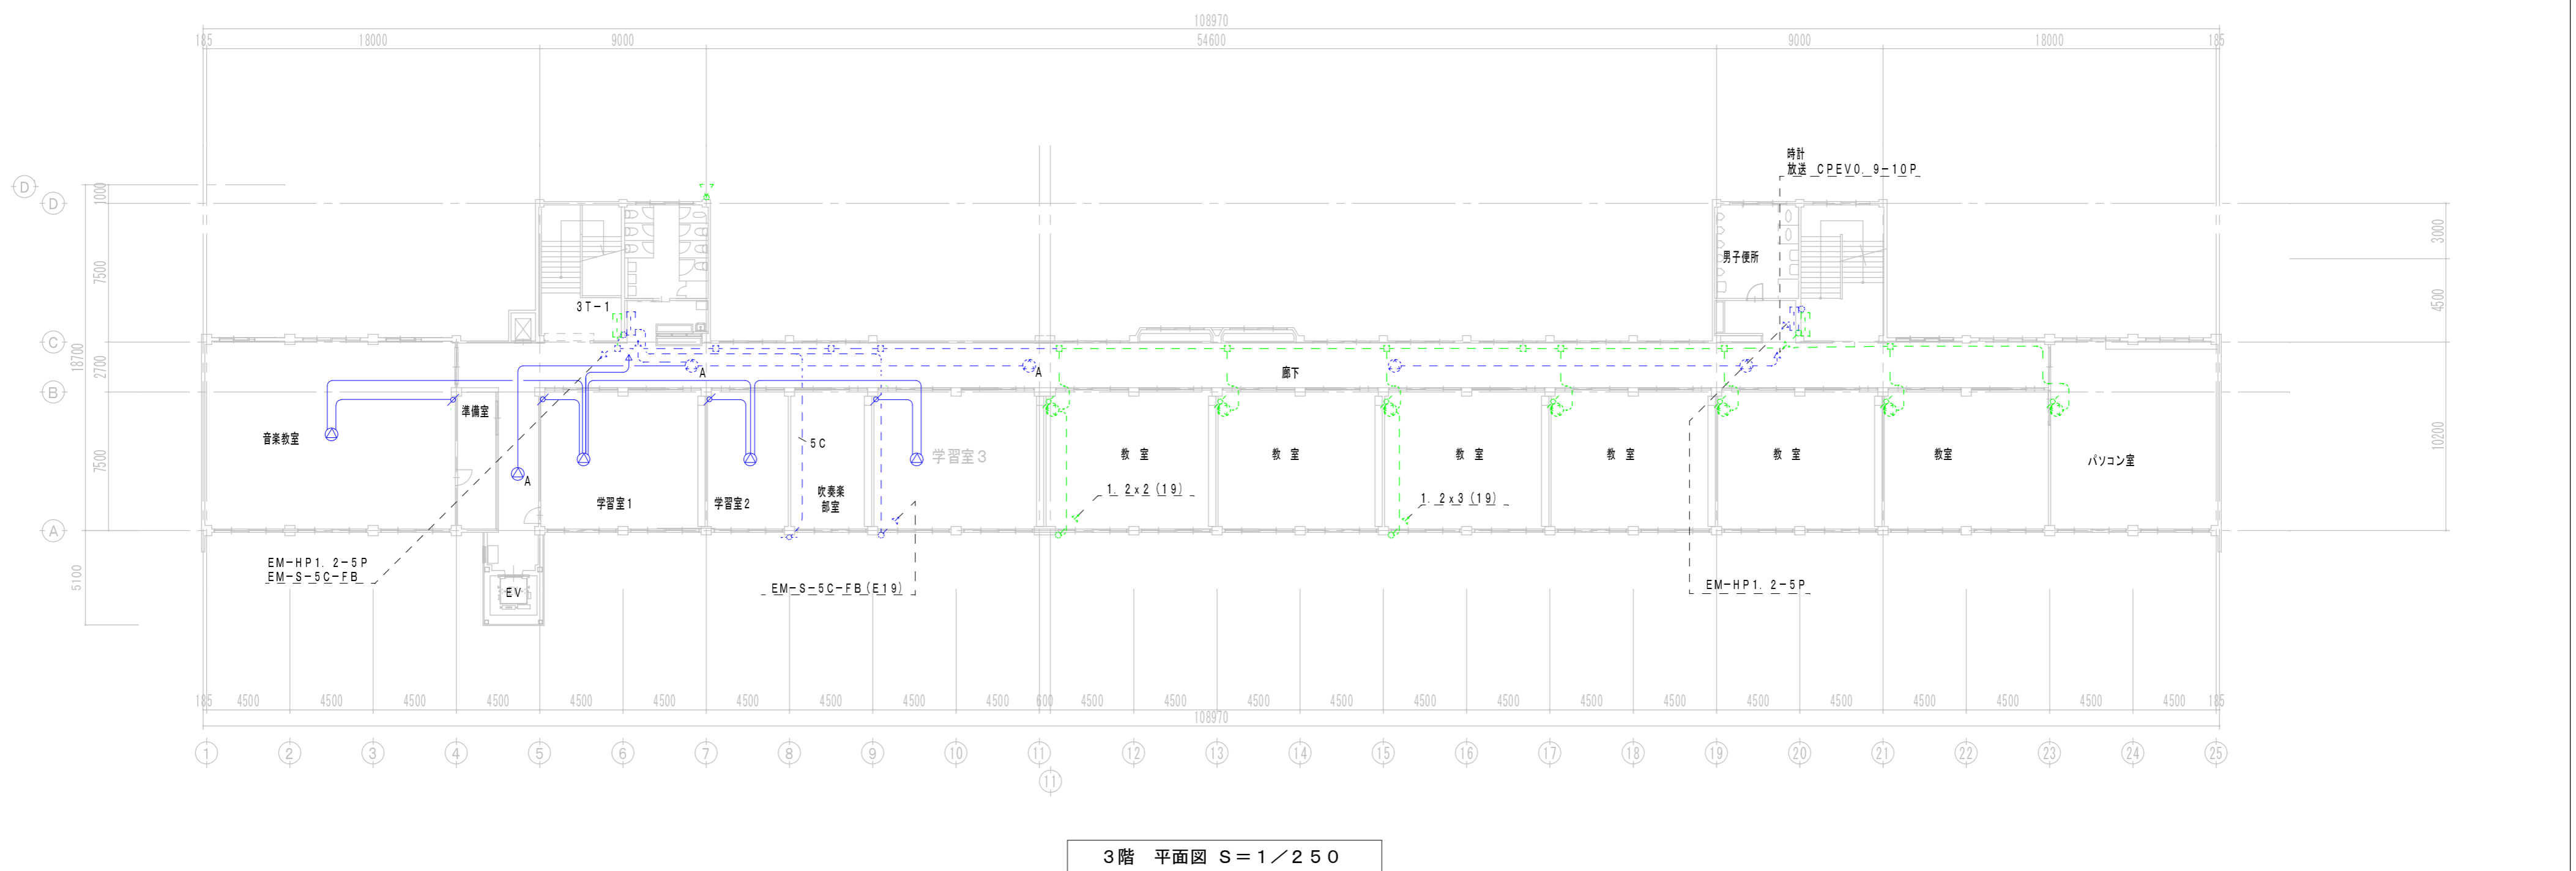 108970
185 18000 9000 54600 9000 18000 185
時計
放送 CPEV0.9-10P
D
D
1000
7500
3000
男子便所
3T-1
4500
C
18700
2700
A
A
廊下
B
準備室
音楽教室
5C
学習室3
教 室
教 室
教 室
教 室
教 室
教室
パソコン室
7500
10200
A
学習室1
学習室2
吹奏楽
部室
1.2x2(19)
1.2x3(19)
A
EM-HP1.2-5P
EM-S-5C-FB
5100
EV
EM-S-5C-FB(E19)
EM-HP1.2-5P
185 4500 4500 4500 4500 4500 4500 4500 4500 4500 4500 600 4500 4500 4500 4500 4500 4500 4500 4500 4500 4500 4500 4500 4500 4500 185
108970
1 2 3 4 5 6 7 8 9 10 11 12 13 14 15 16 17 18 19 20 21 22 23 24 25
11
3階 平面図 S=1/250